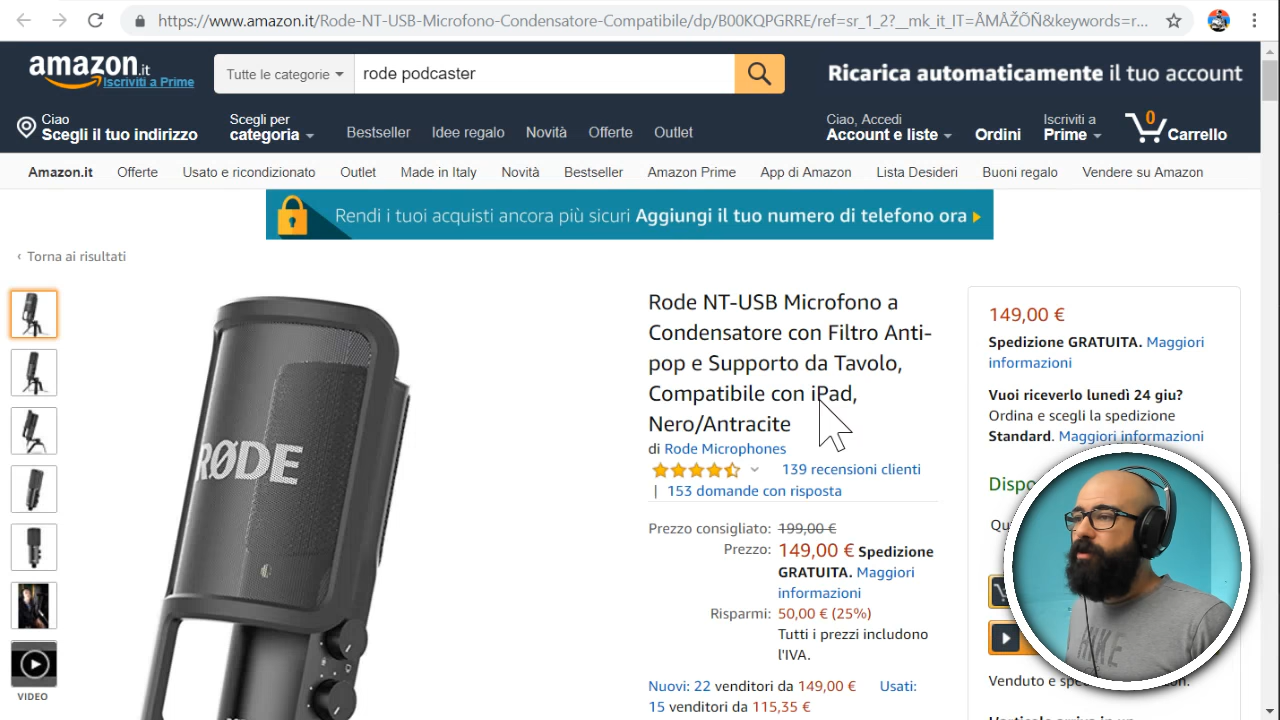 https://www.amazon.it/Rode-NT-USB-Microfono-Condensatore-Compatibile/dp/B00KQPGRRE/ref=sr_1_2?__mk_it_IT=ÅMÅŽÕÑ&keywords=r...
amazon.it
Iscriviti a Prime
Tutte le categorie
rode podcaster
Ricarica automaticamente il tuo account
Ciao
Scegli il tuo indirizzo
Scegli per
categoria
Bestseller
Idee regalo
Novità
Offerte
Outlet
Ciao, Accedi
Account e liste
Ordini
Iscriviti a
Prime
0
Carrello
Amazon.it
Offerte
Usato e ricondizionato
Outlet
Made in Italy
Novità
Bestseller
Amazon Prime
App di Amazon
Lista Desideri
Buoni regalo
Vendere su Amazon
Rendi i tuoi acquisti ancora più sicuri Aggiungi il tuo numero di telefono ora
‹ Torna ai risultati
RØDE
VIDEO
Rode NT-USB Microfono a
Condensatore con Filtro Anti-
pop e Supporto da Tavolo,
Compatibile con iPad,
Nero/Antracite
di Rode Microphones
139 recensioni clienti
| 153 domande con risposta
Prezzo consigliato: 199,00 €
Prezzo: 149,00 € Spedizione
GRATUITA. Maggiori
informazioni
Risparmi: 50,00 € (25%)
Tutti i prezzi includono
l'IVA.
Nuovi: 22 venditori da 149,00 € Usati:
15 venditori da 115,35 €
149,00 €
Spedizione GRATUITA. Maggiori
informazioni
Vuoi riceverlo lunedì 24 giu?
Ordina e scegli la spedizione
Standard. Maggiori informazioni
Dispo
Qu
NIKE
Venduto e spe